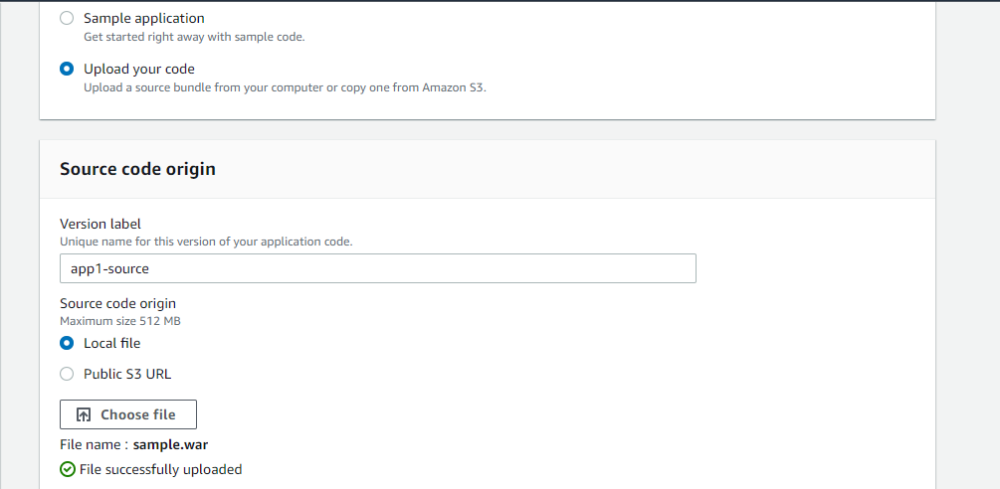 Sample application
Get started right away with sample code.
Upload your code
Upload a source bundle from your computer or copy one from Amazon S3.
Source code origin
Version label
Unique name for this version of your application code.
app1-source
Source code origin
Maximum size 512 MB
Local file
Public S3 URL
Choose file
File name : sample.war
File successfully uploaded